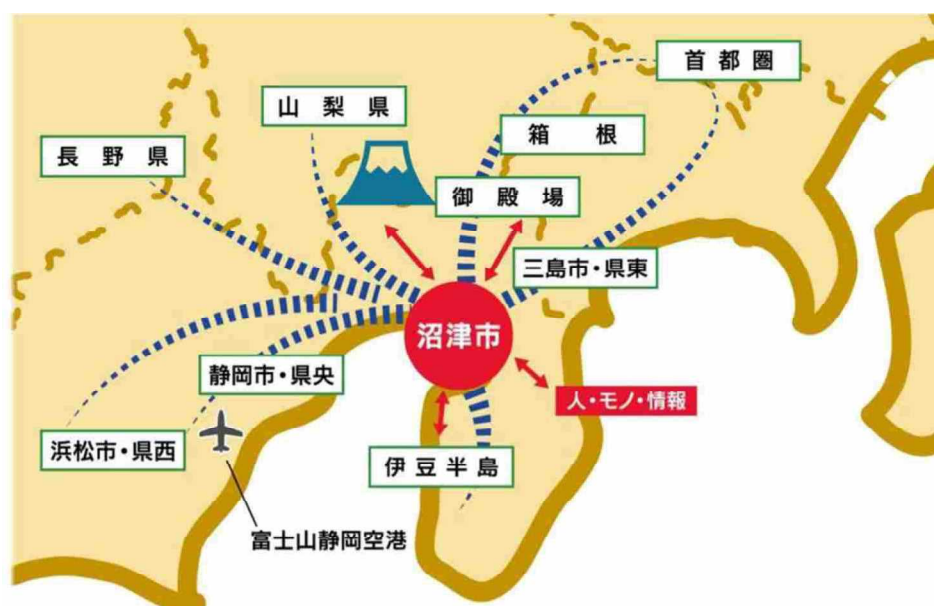 首都圏
山梨県
箱根
長野県
御殿場
三島市・県東
沼津市
静岡市・県央
人・モノ・情報
浜松市・県西
伊豆半島
富士山静岡空港